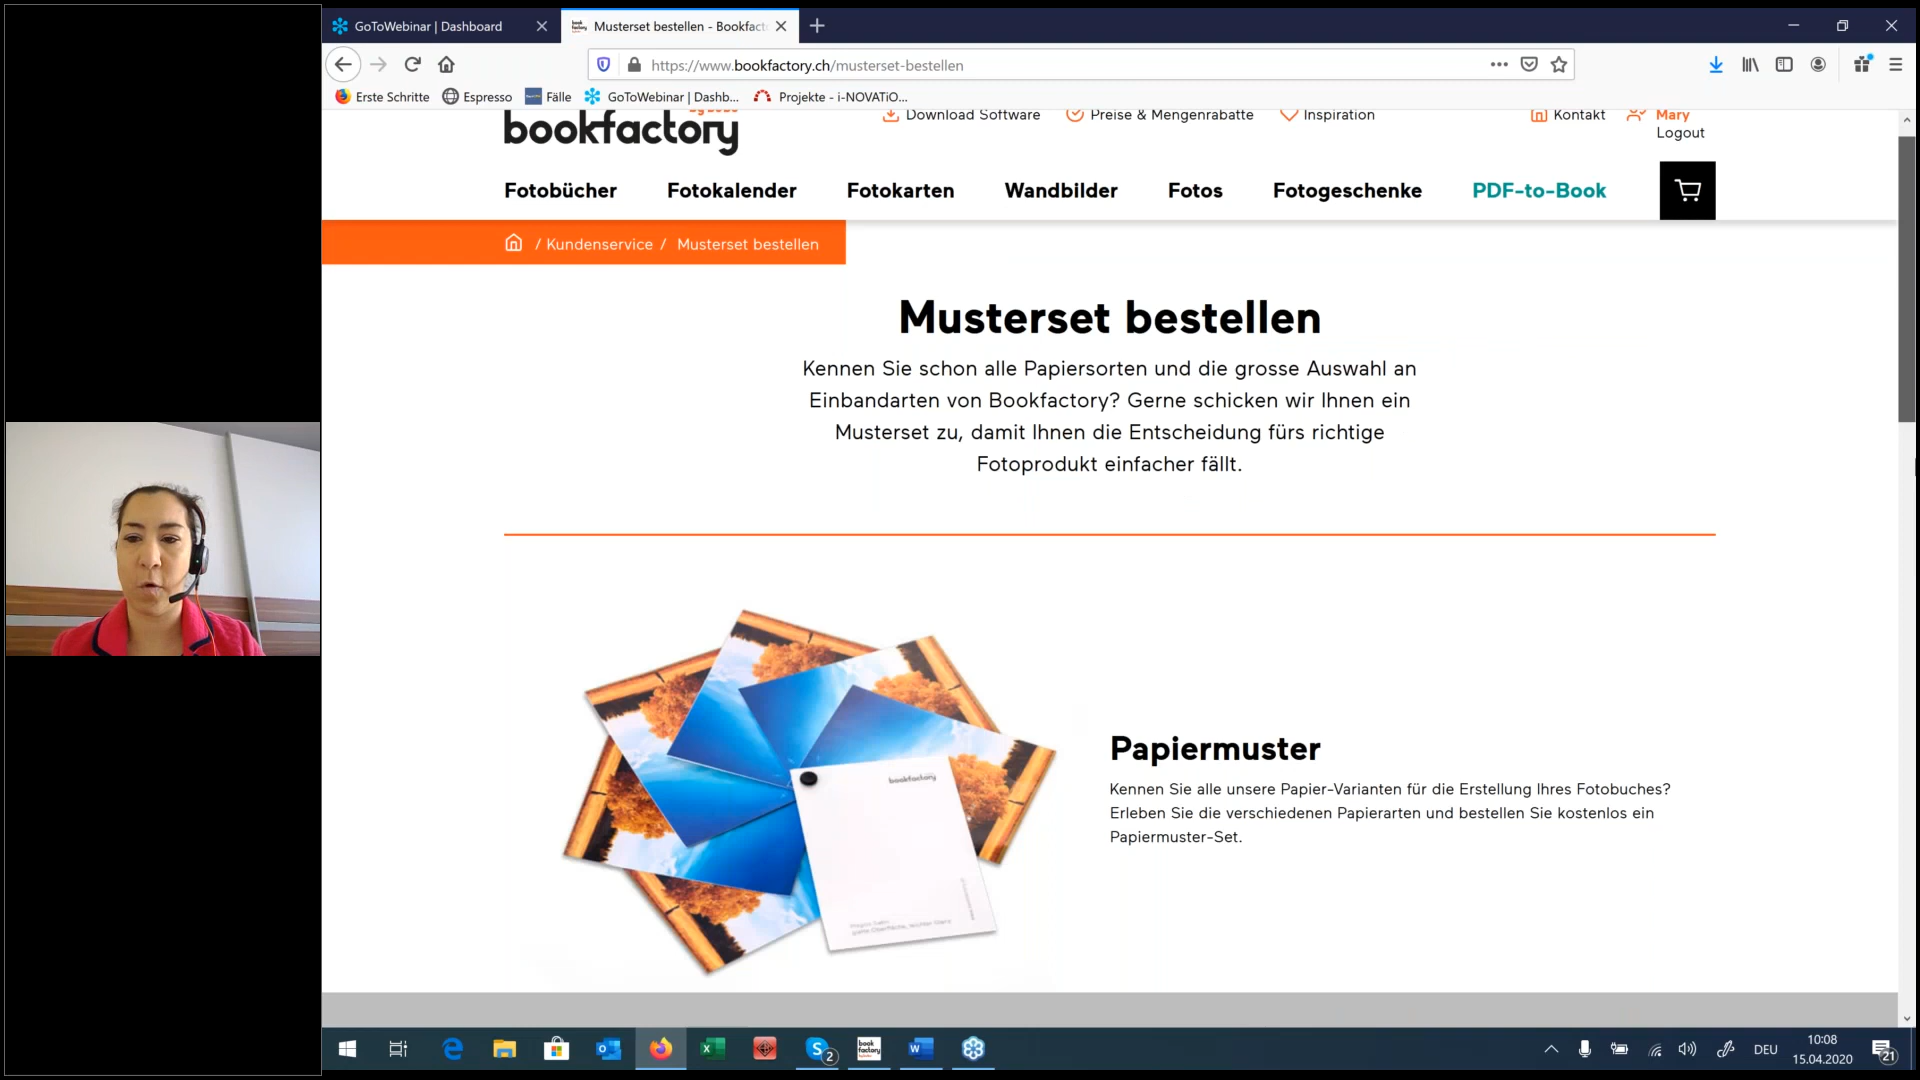 GoToWebinar | Dashboard
Musterset bestellen - Bookfact
https://www.bookfactory.ch/musterset-bestellen
Erste Schritte
Espresso
Fälle
GoToWebinar | Dashb...
Projekte - i-NOVATiO...
bookfactory
Download Software
Preise & Mengenrabatte
Inspiration
Kontakt
Mary
Logout
Fotobücher
Fotokalender
Fotokarten
Wandbilder
Fotos
Fotogeschenke
PDF-to-Book
/ Kundenservice / Musterset bestellen
Musterset bestellen
Kennen Sie schon alle Papiersorten und die grosse Auswahl an
Einbandarten von Bookfactory? Gerne schicken wir Ihnen ein
Musterset zu, damit Ihnen die Entscheidung fürs richtige
Fotoprodukt einfacher fällt.
bookfactory
Papiermuster
Kennen Sie alle unsere Papier-Varianten für die Erstellung Ihres Fotobuches?
Erleben Sie die verschiedenen Papierarten und bestellen Sie kostenlos ein
Papiermuster-Set.
2
book
factory
DEU
10:08
15.04.2020
21